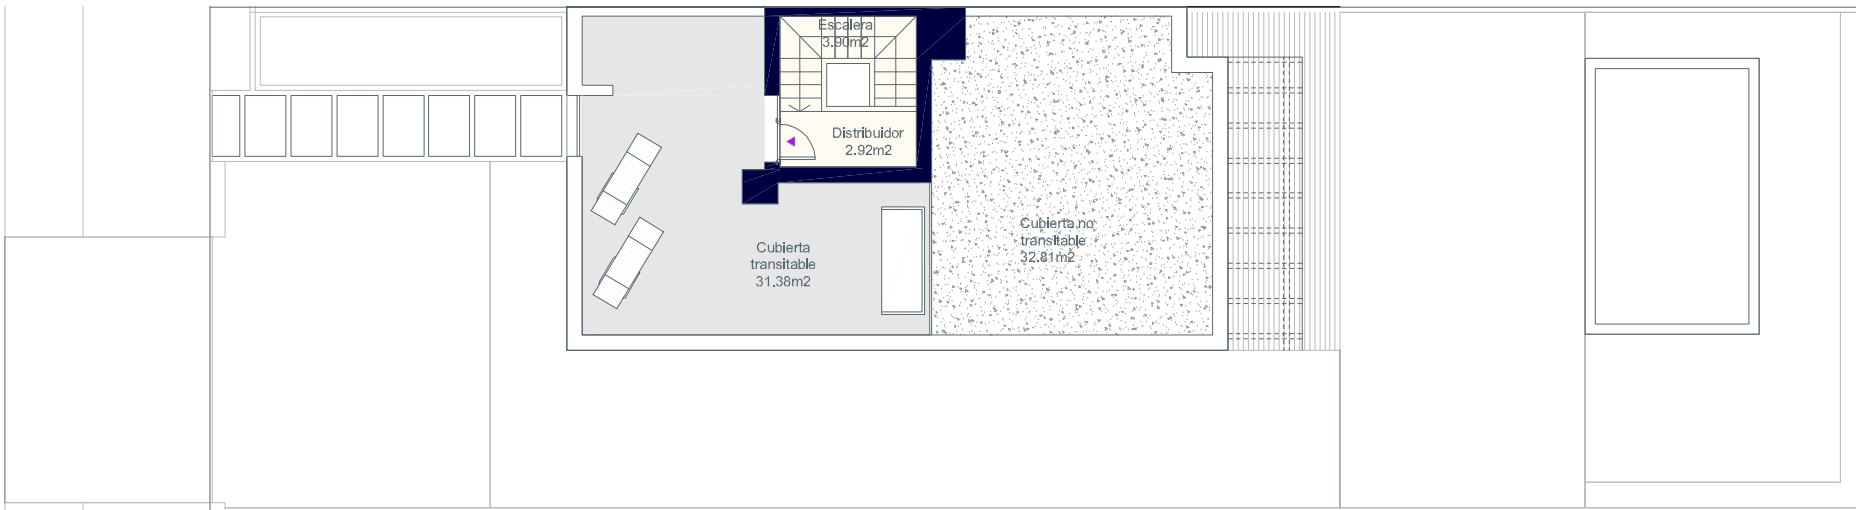 Escalera
3.90m2
Distribuidor
2.92m2
Cubierta
transitable
31.38m2
Cubierta no
transitable
32.81m2